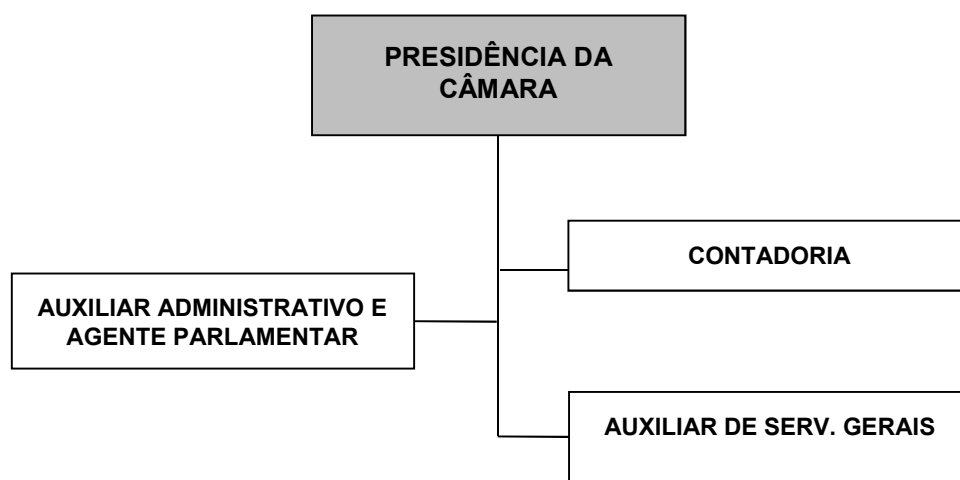 PRESIDÊNCIA DA
CÂMARA
CONTADORIA
AUXILIAR ADMINISTRATIVO E
AGENTE PARLAMENTAR
AUXILIAR DE SERV. GERAIS